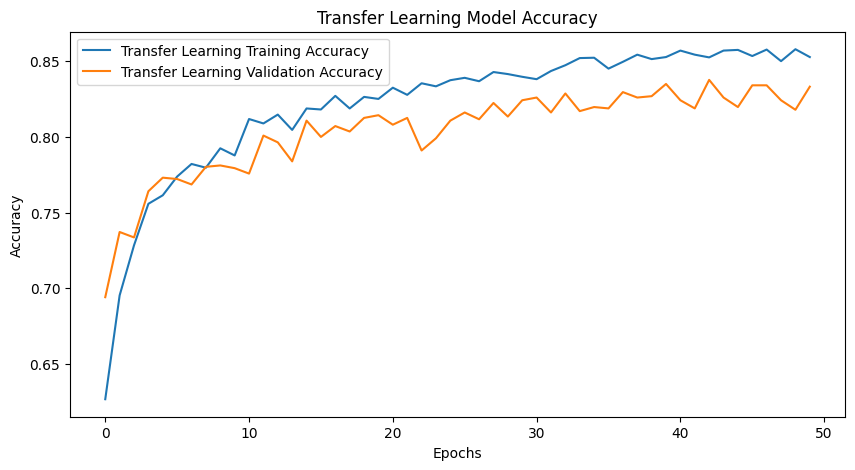 Transfer Learning Model Accuracy
Transfer Learning Training Accuracy
Transfer Learning Validation Accuracy
Accuracy
0.85
0.80
0.75
0.70
0.65
0 10 20 30 40 50
Epochs